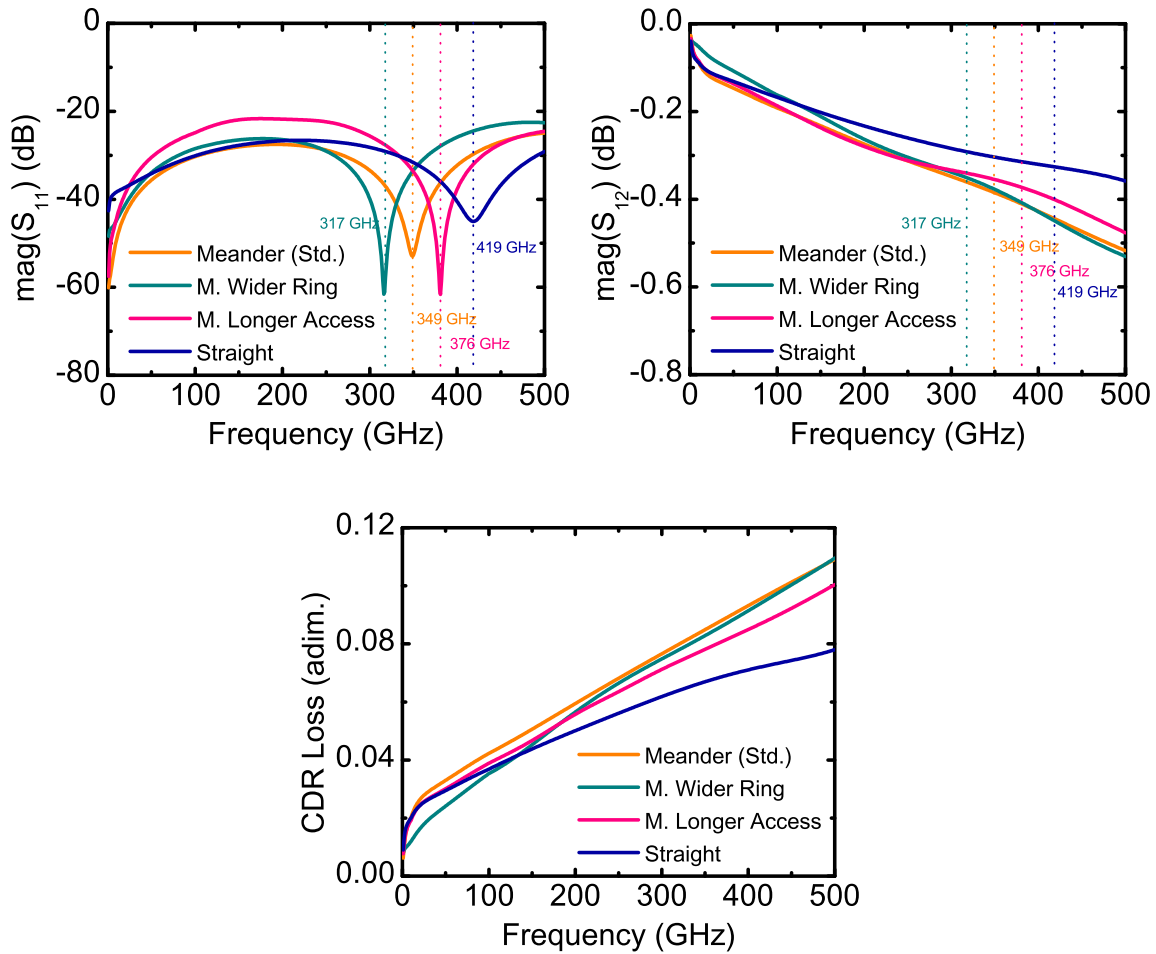 mag(S11) (dB)
0
-20
-40
-60
-80
317 GHz
419 GHz
349 GHz
376 GHz
Meander (Std.)
M. Wider Ring
M. Longer Access
Straight
0 100 200 300 400 500
Frequency (GHz)
mag(S12) (dB)
0.0
-0.2
-0.4
-0.6
-0.8
317 GHz
349 GHz
376 GHz
419 GHz
Meander (Std.)
M. Wider Ring
M. Longer Access
Straight
0 100 200 300 400 500
Frequency (GHz)
CDR Loss (adim.)
0.12
0.08
0.04
0.00
Meander (Std.)
M. Wider Ring
M. Longer Access
Straight
0 100 200 300 400 500
Frequency (GHz)